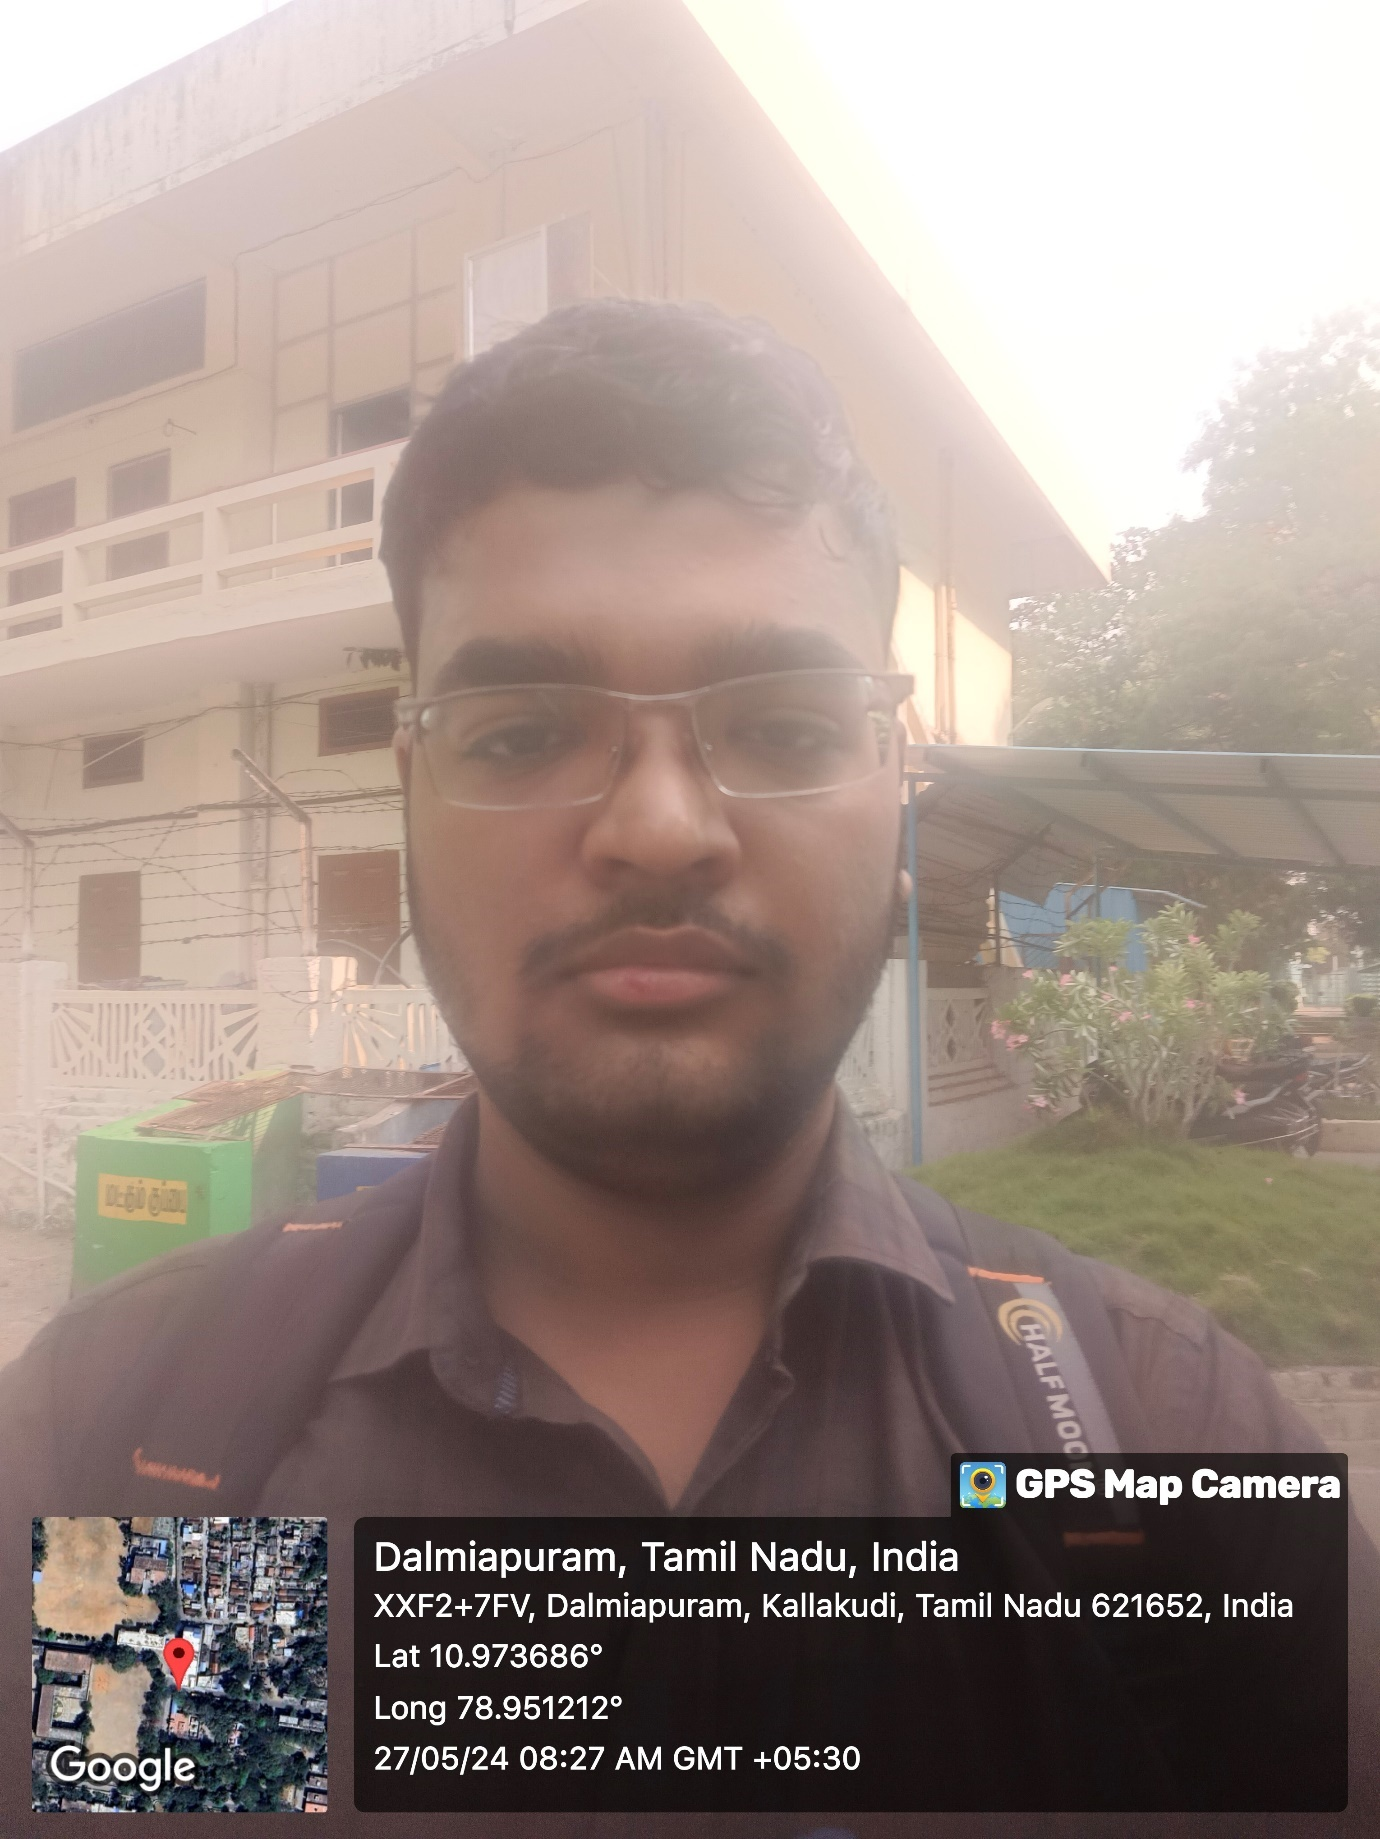 மட்கும் குப்பை
HALF MOO
GPS Map Camera
Dalmiapuram, Tamil Nadu, India
XXF2+7FV, Dalmiapuram, Kallakudi, Tamil Nadu 621652, India
Lat 10.973686°
Long 78.951212°
27/05/24 08:27 AM GMT +05:30
Google